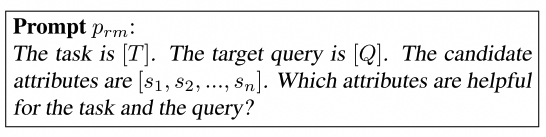 Prompt p_rm:
The task is [T]. The target query is [Q]. The candidate
attributes are [s_1, s_2, ..., s_n]. Which attributes are helpful
for the task and the query?